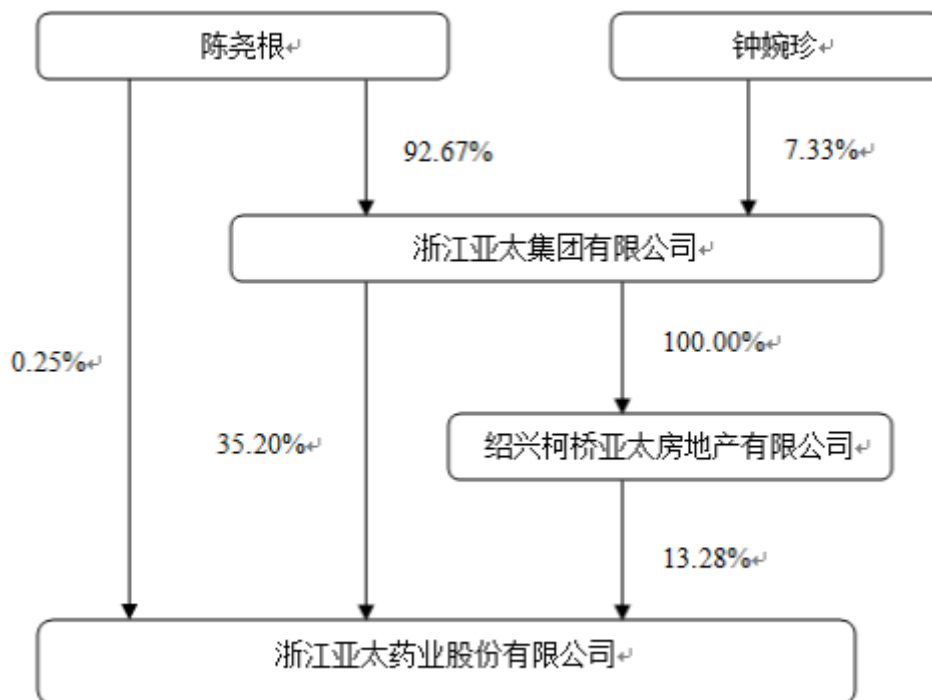 陈尧根↵
钟婉珍↵
92.67%
7.33%↵
浙江亚太集团有限公司↵
0.25%↵
35.20%↵
100.00%↵
绍兴柯桥亚太房地产有限公司↵
13.28%↵
浙江亚太药业股份有限公司↵